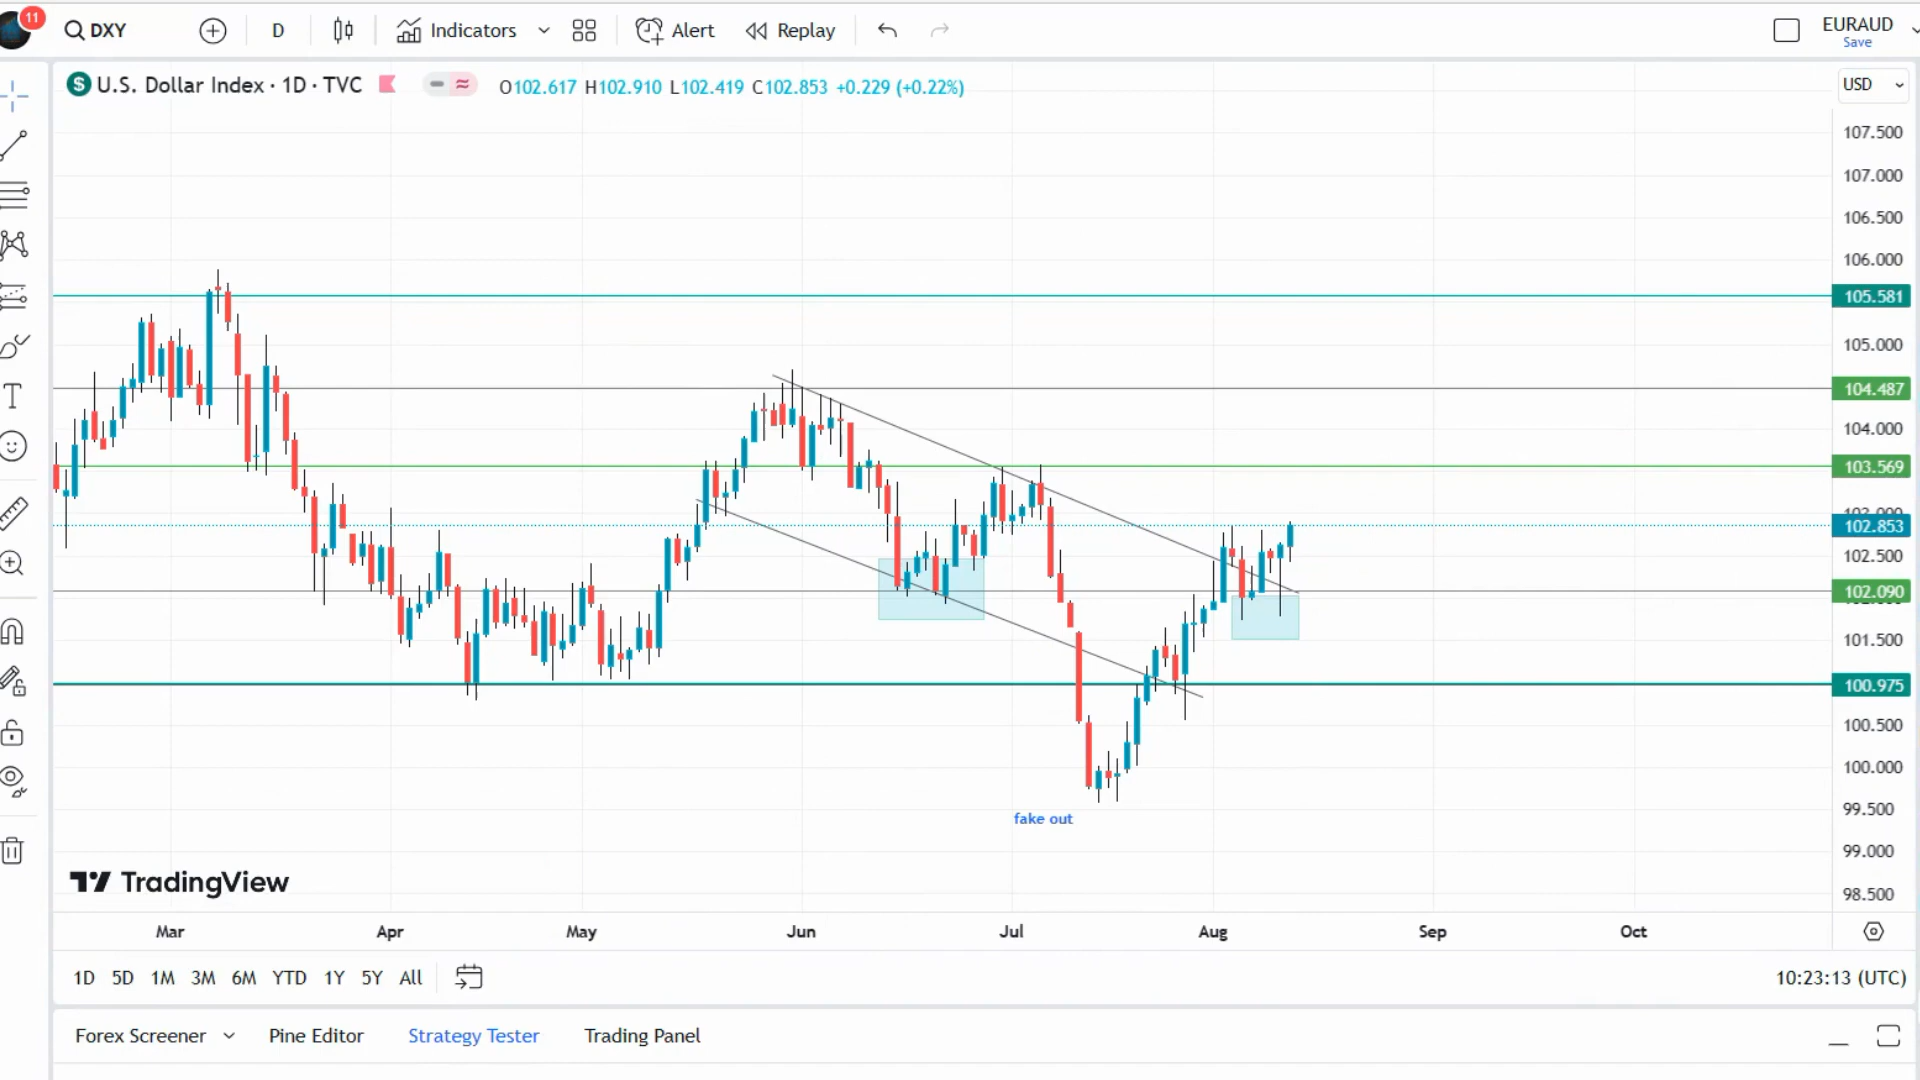 11
DXY
D
Indicators
Alert
Replay
EURAUD
Save
$ U.S. Dollar Index · 1D · TVC
O102.617 H102.910 L102.419 C102.853 +0.229 (+0.22%)
USD
107.500
107.000
106.500
106.000
105.581
105.000
104.487
104.000
103.569
103.000
102.853
102.500
102.090
101.500
100.975
100.500
100.000
99.500
99.000
98.500
fake out
TradingView
Mar Apr May Jun Jul Aug Sep Oct
1D 5D 1M 3M 6M YTD 1Y 5Y All
10:23:13 (UTC)
Forex Screener Pine Editor Strategy Tester Trading Panel